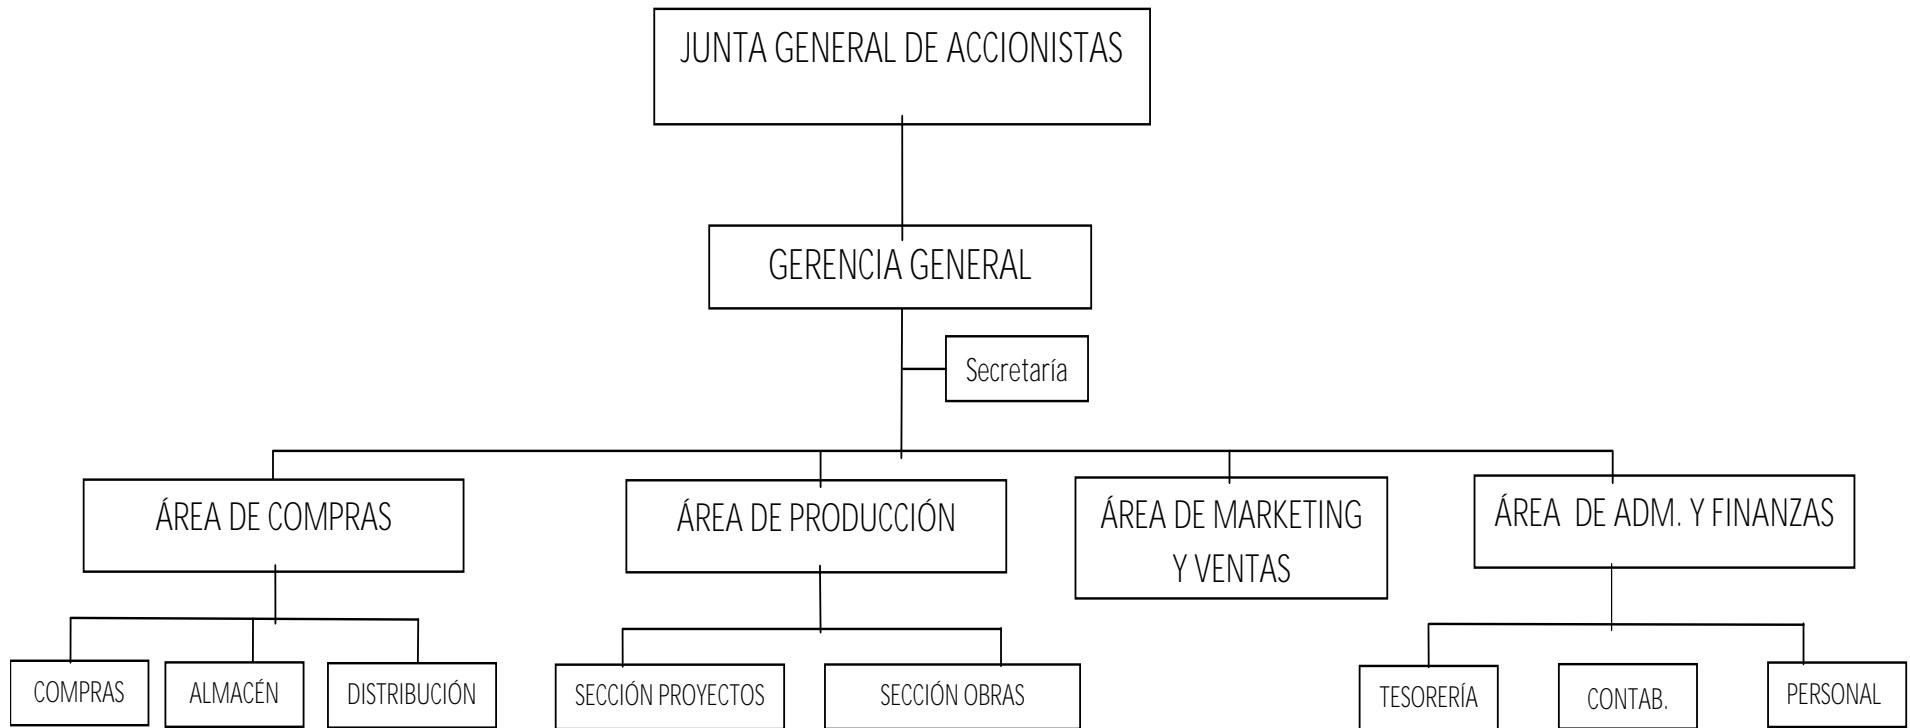 JUNTA GENERAL DE ACCIONISTAS
GERENCIA GENERAL
Secretaría
ÁREA DE COMPRAS
ÁREA DE PRODUCCIÓN
ÁREA DE MARKETING
Y VENTAS
ÁREA DE ADM. Y FINANZAS
COMPRAS
ALMACÉN
DISTRIBUCIÓN
SECCIÓN PROYECTOS
SECCIÓN OBRAS
TESORERÍA
CONTAB.
PERSONAL